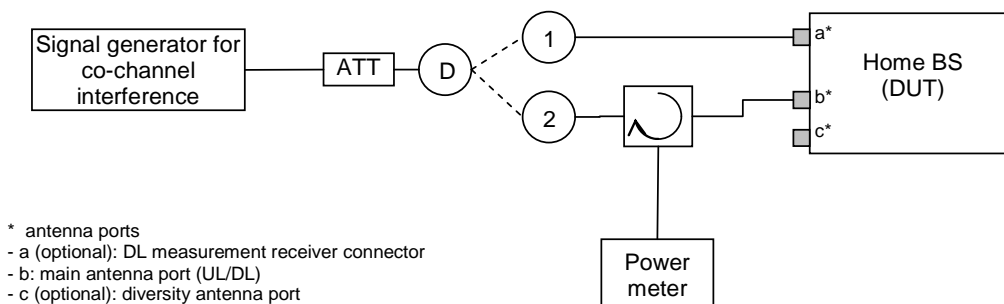 Signal generator for
co-channel
interference
ATT
D
1
2
a*
b*
c*
Home BS
(DUT)
Power
meter
* antenna ports
- a (optional): DL measurement receiver connector
- b: main antenna port (UL/DL)
- c (optional): diversity antenna port